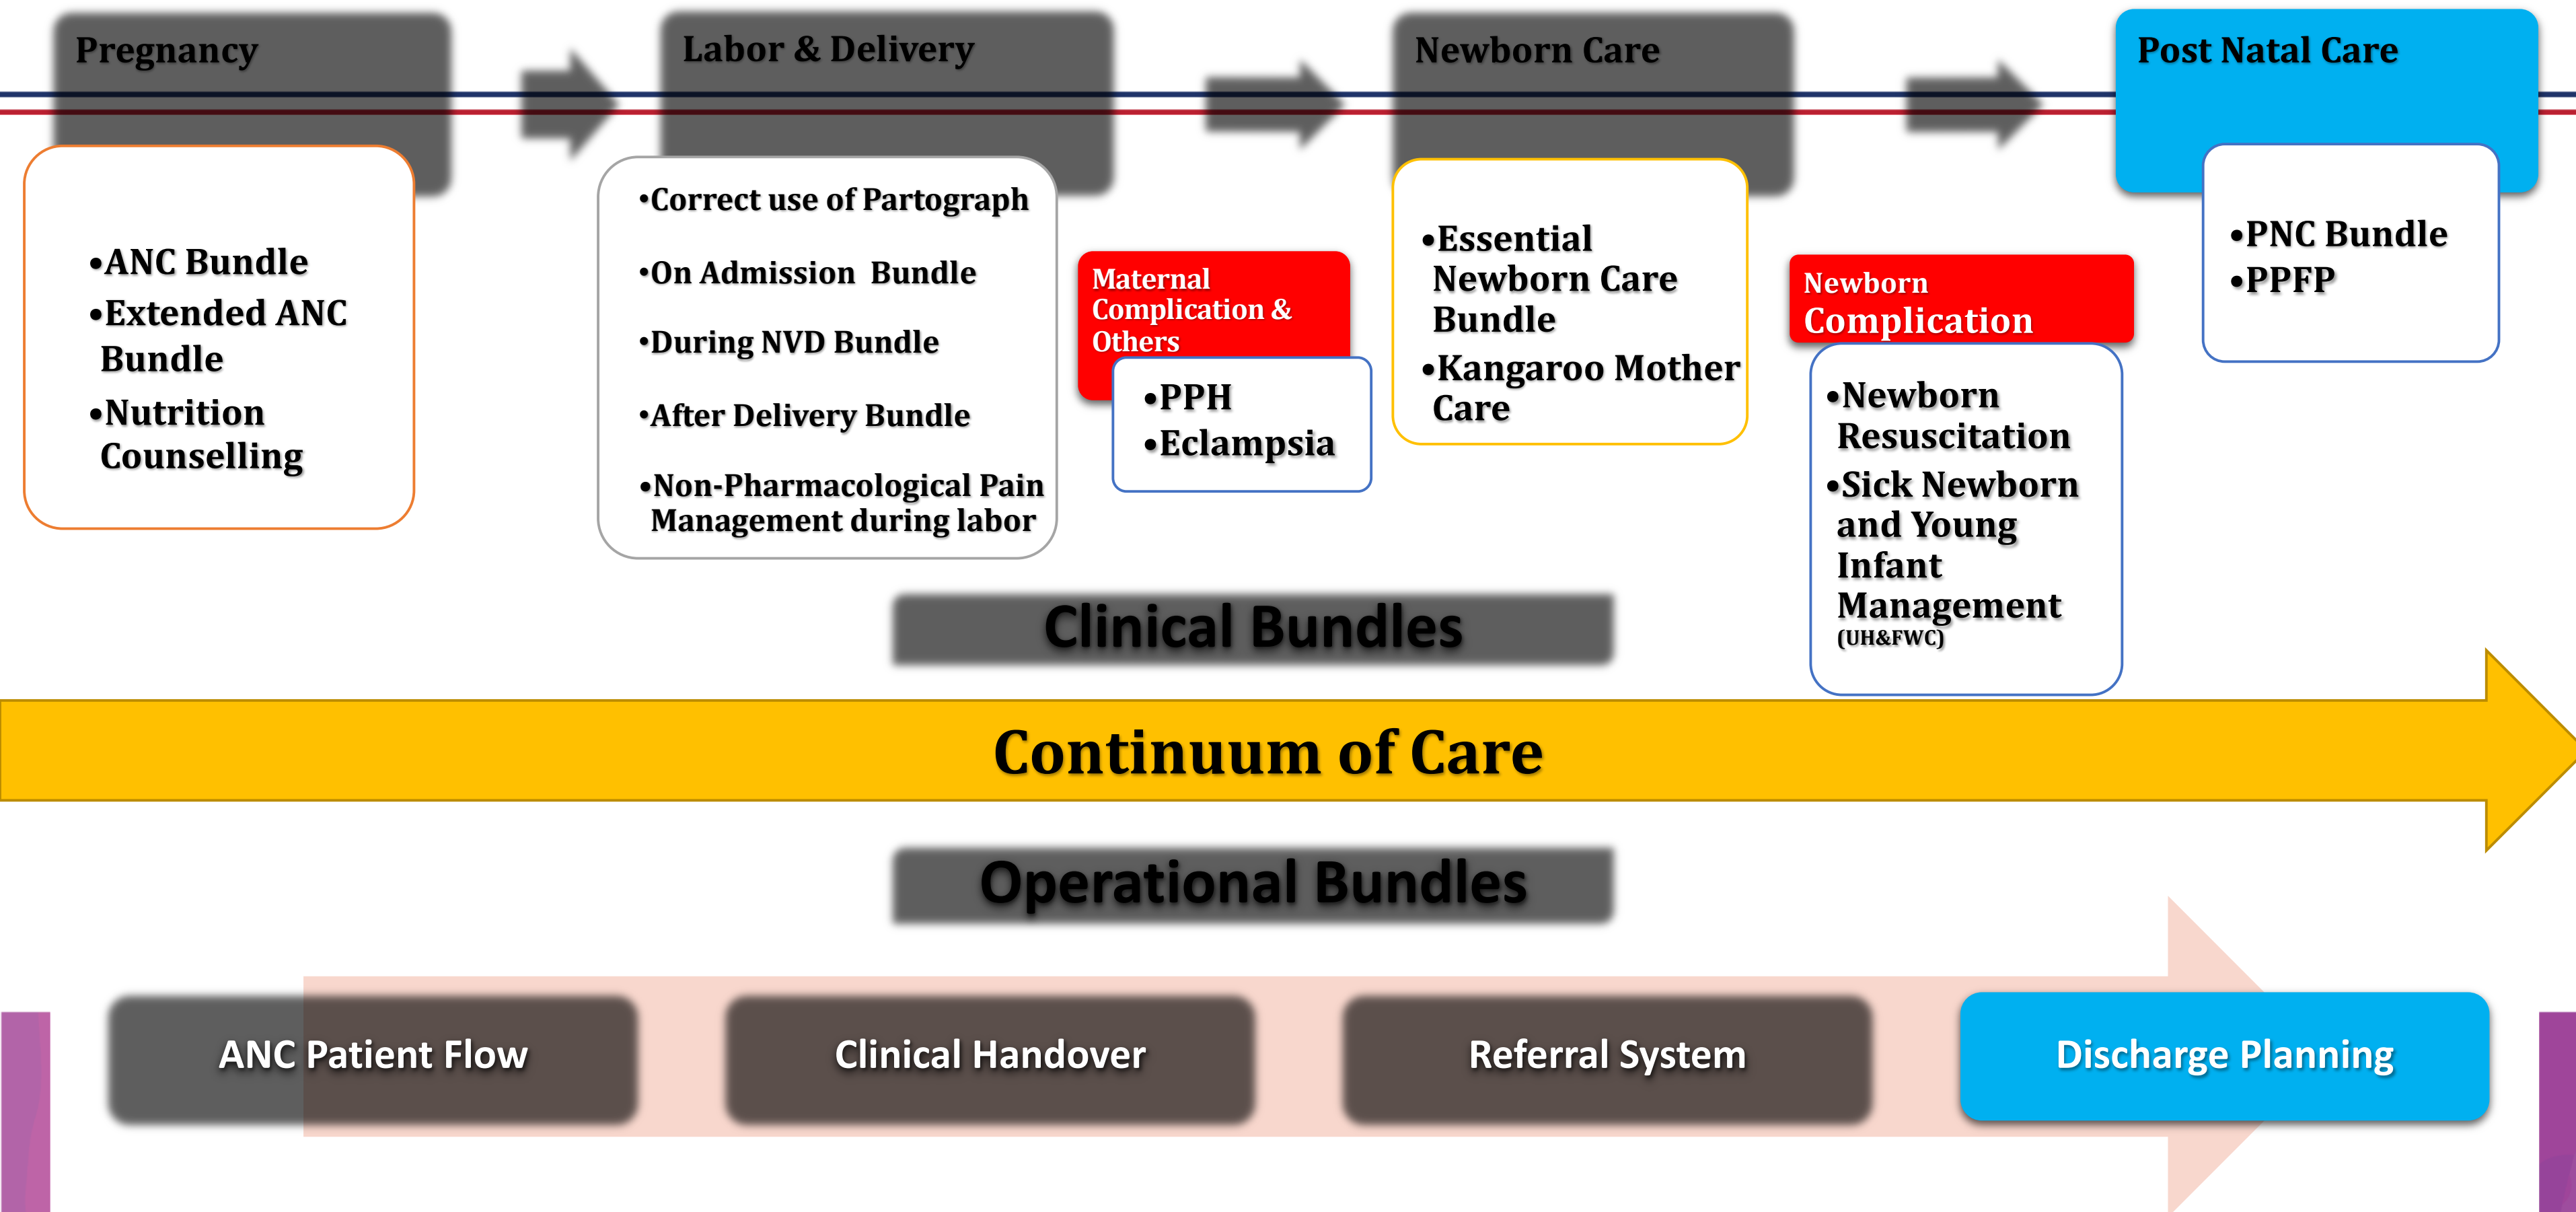 Pregnancy
•ANC Bundle
•Extended ANC
Bundle
•Nutrition
Counselling
Labor & Delivery
•Correct use of Partograph
•On Admission Bundle
•During NVD Bundle
•After Delivery Bundle
•Non-Pharmacological Pain
Management during labor
Maternal
Complication &
Others
•PPH
•Eclampsia
Newborn Care
•Essential
Newborn Care
Bundle
•Kangaroo Mother
Care
Newborn
Complication
•Newborn
Resuscitation
•Sick Newborn
and Young
Infant
Management
(UH&FWC)
Post Natal Care
•PNC Bundle
•PPFP
Clinical Bundles
Continuum of Care
Operational Bundles
ANC Patient Flow
Clinical Handover
Referral System
Discharge Planning